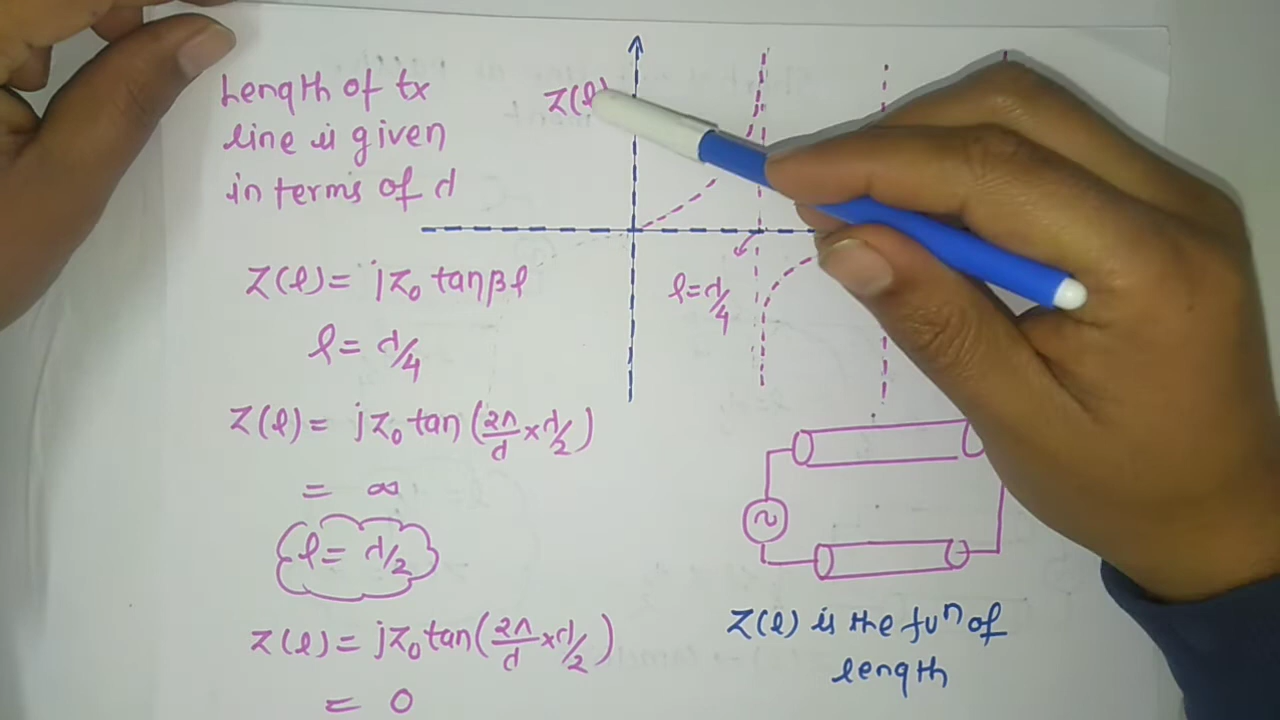 Length of tx
line is given
in terms of λ
Z(l) = jZ₀ tanβl
l = λ/4
Z(l) = jZ₀ tan (2π/λ × λ/2)
= ∞
l = λ/2
Z(l) = jZ₀ tan (2π/λ × λ/2)
= 0
Z(l)
l = λ/4
~
Z(l) is the fuⁿ of
length